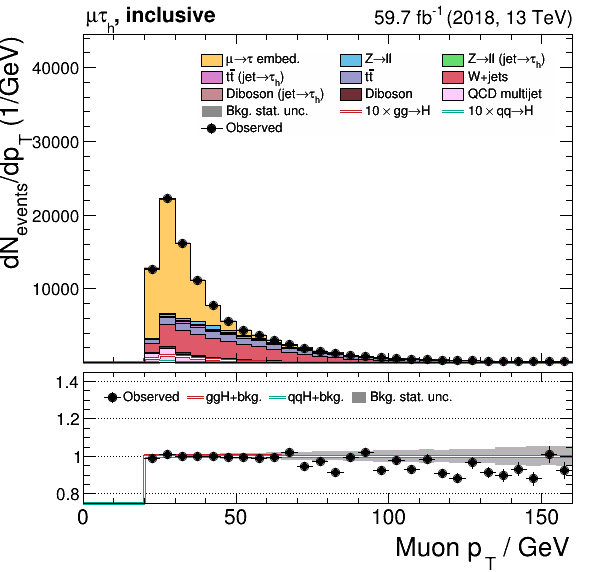 μτh, inclusive
59.7 fb-1 (2018, 13 TeV)
dNevents/dpT (1/GeV)
40000
30000
20000
10000
μ→τ embed.
Z→ll
Z→ll (jet→τh)
tt̄ (jet→τh)
tt̄
W+jets
Diboson (jet→τh)
Diboson
QCD multijet
Bkg. stat. unc.
10 × gg→H
10 × qq→H
Observed
1.4
1.2
1
0.8
Observed
ggH+bkg.
qqH+bkg.
Bkg. stat. unc.
0
50
100
150
Muon pT / GeV